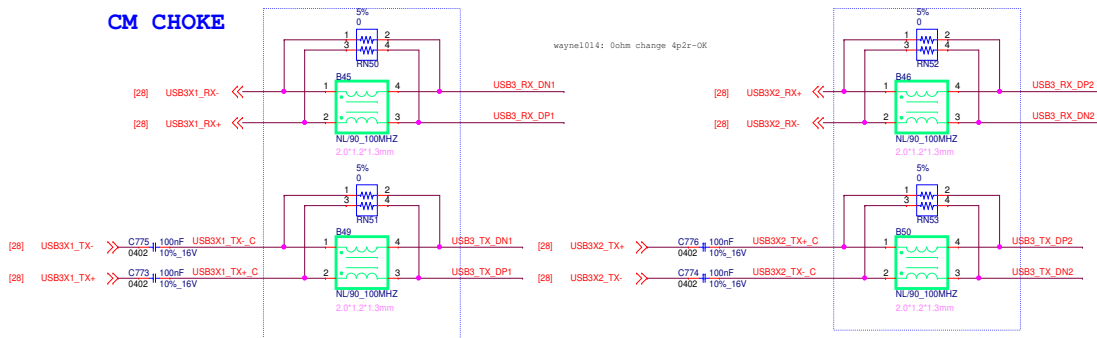 CM CHOKE
wayne1014: 0ohm change 4p2r-OK
5%
0
1 2
3 4
RN50
B45
[28] USB3X1_RX- 1 4 USB3_RX_DN1
[28] USB3X1_RX+ 2 3 USB3_RX_DP1
NL/90_100MHZ
2.0*1.2*1.3mm
5%
0
1 2
3 4
RN52
B46
[28] USB3X2_RX+ 1 4 USB3_RX_DP2
[28] USB3X2_RX- 2 3 USB3_RX_DN2
NL/90_100MHZ
2.0*1.2*1.3mm
5%
0
1 2
3 4
RN51
B49
[28] USB3X1_TX- C775 100nF USB3X1_TX-_C 1 4 USB3_TX_DN1
0402 10%_16V
[28] USB3X1_TX+ C773 100nF USB3X1_TX+_C 2 3 USB3_TX_DP1
0402 10%_16V
NL/90_100MHZ
2.0*1.2*1.3mm
5%
0
1 2
3 4
RN53
B50
[28] USB3X2_TX+ C776 100nF USB3X2_TX+_C 1 4 USB3_TX_DP2
0402 10%_16V
[28] USB3X2_TX- C774 100nF USB3X2_TX-_C 2 3 USB3_TX_DN2
0402 10%_16V
NL/90_100MHZ
2.0*1.2*1.3mm